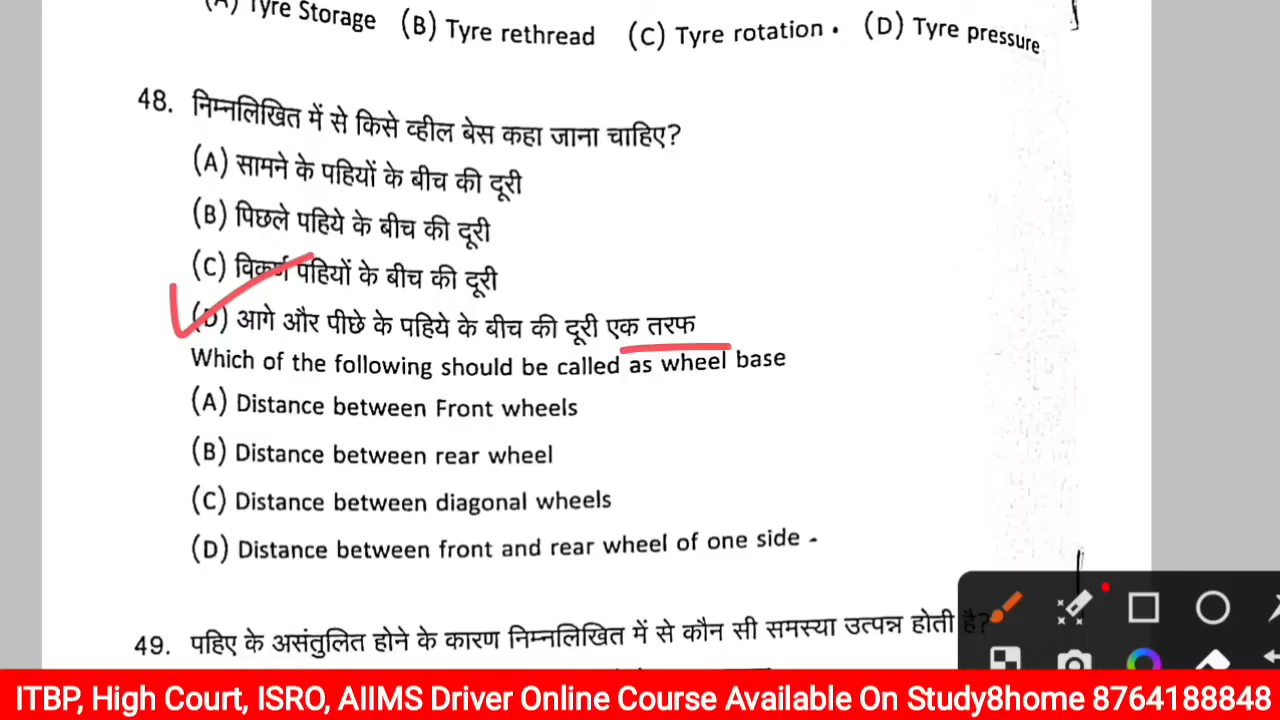 (A) Tyre Storage (B) Tyre rethread (C) Tyre rotation (D) Tyre pressure
48. निम्नलिखित में से किसे व्हील बेस कहा जाना चाहिए?
(A) सामने के पहियों के बीच की दूरी
(B) पिछले पहिये के बीच की दूरी
(C) विकर्ण पहियों के बीच की दूरी
(D) आगे और पीछे के पहिये के बीच की दूरी एक तरफ
Which of the following should be called as wheel base
(A) Distance between Front wheels
(B) Distance between rear wheel
(C) Distance between diagonal wheels
(D) Distance between front and rear wheel of one side
49. पहिए के असंतुलित होने के कारण निम्नलिखित में से कौन सी समस्या उत्पन्न होती है?
ITBP, High Court, ISRO, AIIMS Driver Online Course Available On Study8home 8764188848